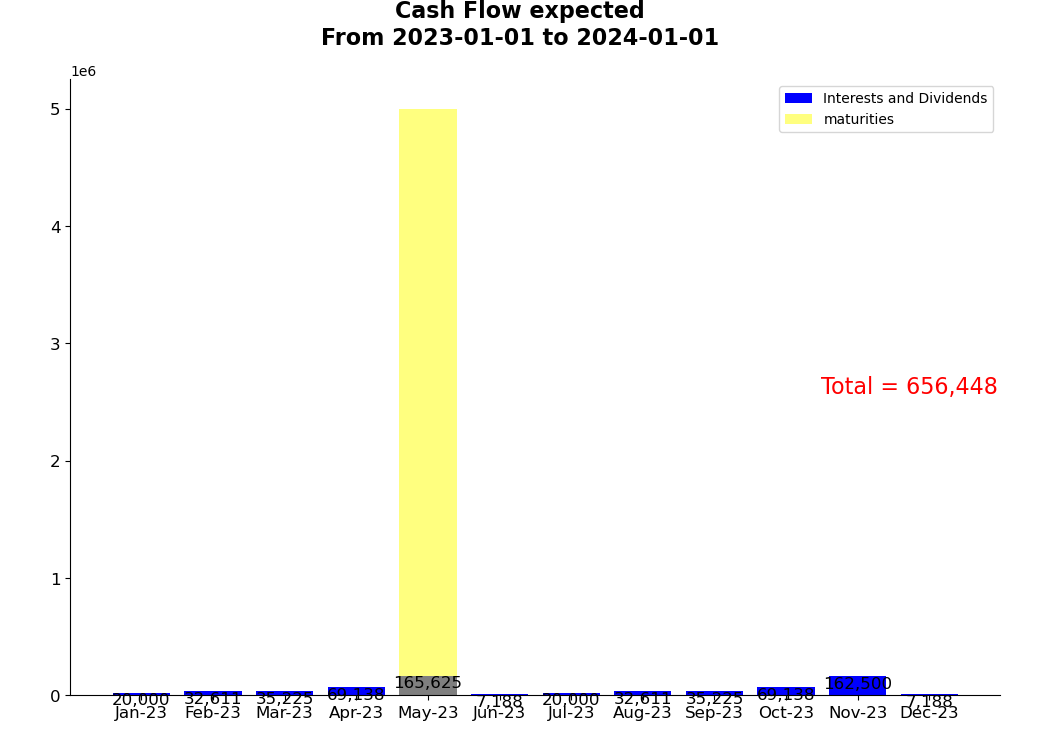 Cash Flow expected
From 2023-01-01 to 2024-01-01
1e6
Interests and Dividends
maturities
5
4
3
Total = 656,448
2
1
0
20,000 32,611 35,225 69,138 165,625 7,188 20,000 32,611 35,225 69,138 162,500 7,188
Jan-23 Feb-23 Mar-23 Apr-23 May-23 Jun-23 Jul-23 Aug-23 Sep-23 Oct-23 Nov-23 Dec-23